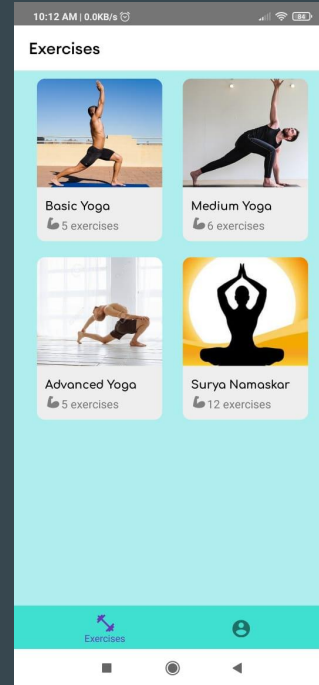 10:12 AM | 0.0KB/s
84
Exercises
Basic Yoga
5 exercises
Medium Yoga
6 exercises
Advanced Yoga
5 exercises
Surya Namaskar
12 exercises
Exercises